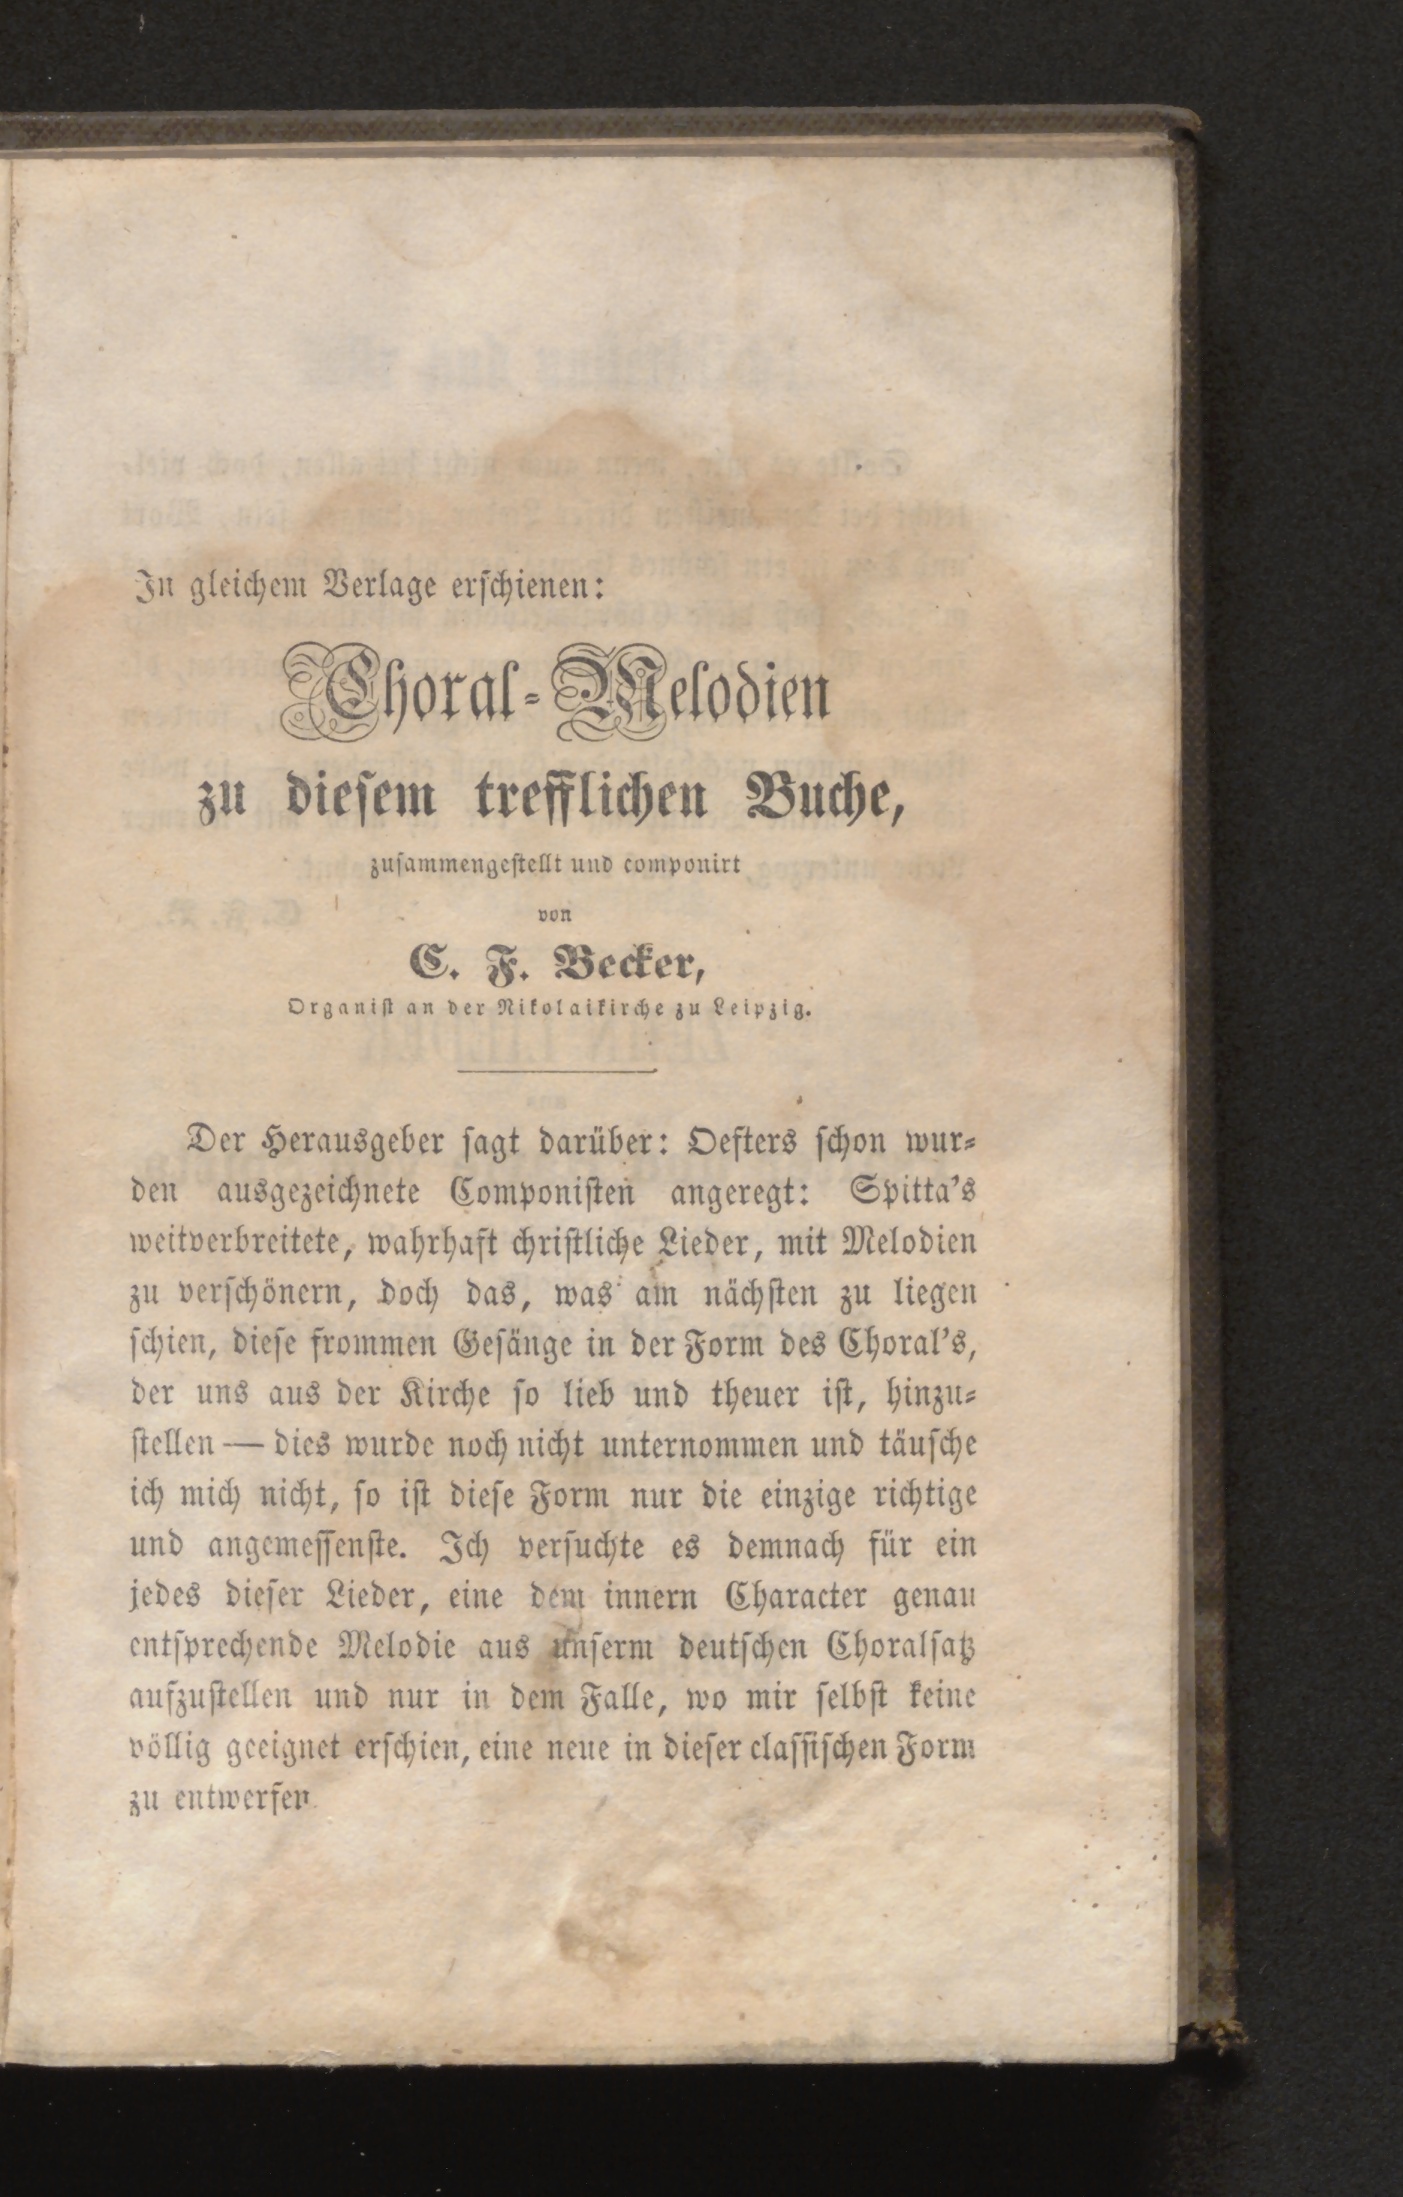 In gleichem Verlage erschienen:
Choral-Melodien
zu diesem trefflichen Buche,
zusammengestellt und componirt
von
C. F. Becker,
Organist an der Nikolaikirche zu Leipzig.
Der Herausgeber sagt darüber: Oefters schon wur-
den ausgezeichnete Componisten angeregt: Spitta's
weitverbreitete, wahrhaft christliche Lieder, mit Melodien
zu verschönern, doch das, was am nächsten zu liegen
schien, diese frommen Gesänge in der Form des Choral's,
der uns aus der Kirche so lieb und theuer ist, hinzu-
stellen — dies wurde noch nicht unternommen und täusche
ich mich nicht, so ist diese Form nur die einzige richtige
und angemessenste. Ich versuchte es demnach für ein
jedes dieser Lieder, eine dem innern Character genau
entsprechende Melodie aus unserm deutschen Choralsatz
aufzustellen und nur in dem Falle, wo mir selbst keine
völlig geeignet erschien, eine neue in dieser classischen Form
zu entwerfen.